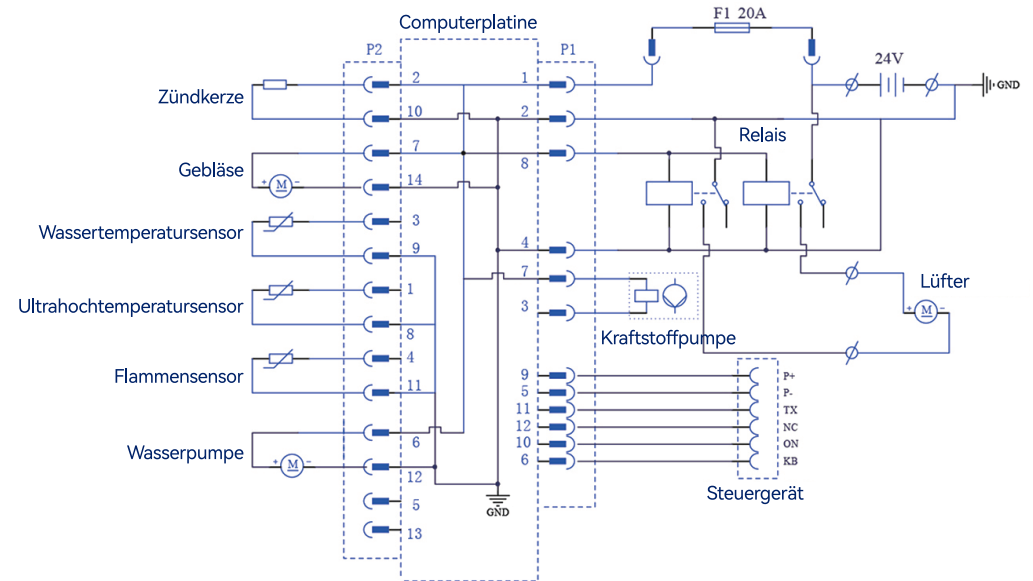 F1 20A
Computerplatine
P2
P1
24V
GND
Zündkerze
2
1
10
2
Relais
Gebläse
7
8
+ M -
14
Wassertemperatursensor
3
9
4
Ultrahochtemperatursensor
1
7
8
3
Kraftstoffpumpe
Lüfter
+ M -
Flammensensor
4
11
9
P+
5
P-
11
TX
12
NC
10
ON
6
KB
Steuergerät
Wasserpumpe
6
+ M -
12
5
13
GND